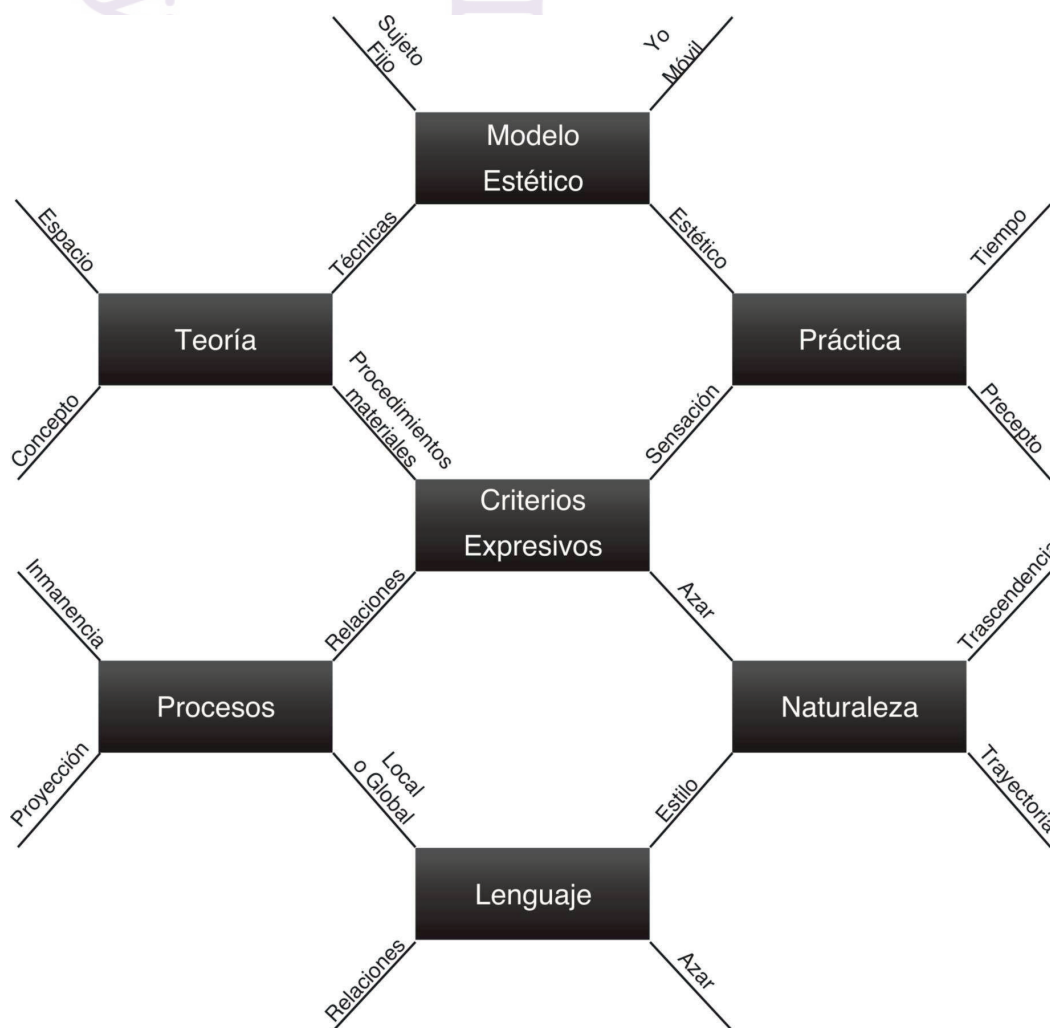 Sujeto
Fijo
Yo
Móvil
Modelo
Estético
Espacio
Técnicas
Estético
Tiempo
Teoría
Práctica
Concepto
Procedimientos
materiales
Sensación
Precepto
Criterios
Expresivos
Inmanencia
Relaciones
Azar
Trascendencia
Procesos
Naturaleza
Proyección
Local
o Global
Estilo
Trayectoria
Lenguaje
Relaciones
Azar